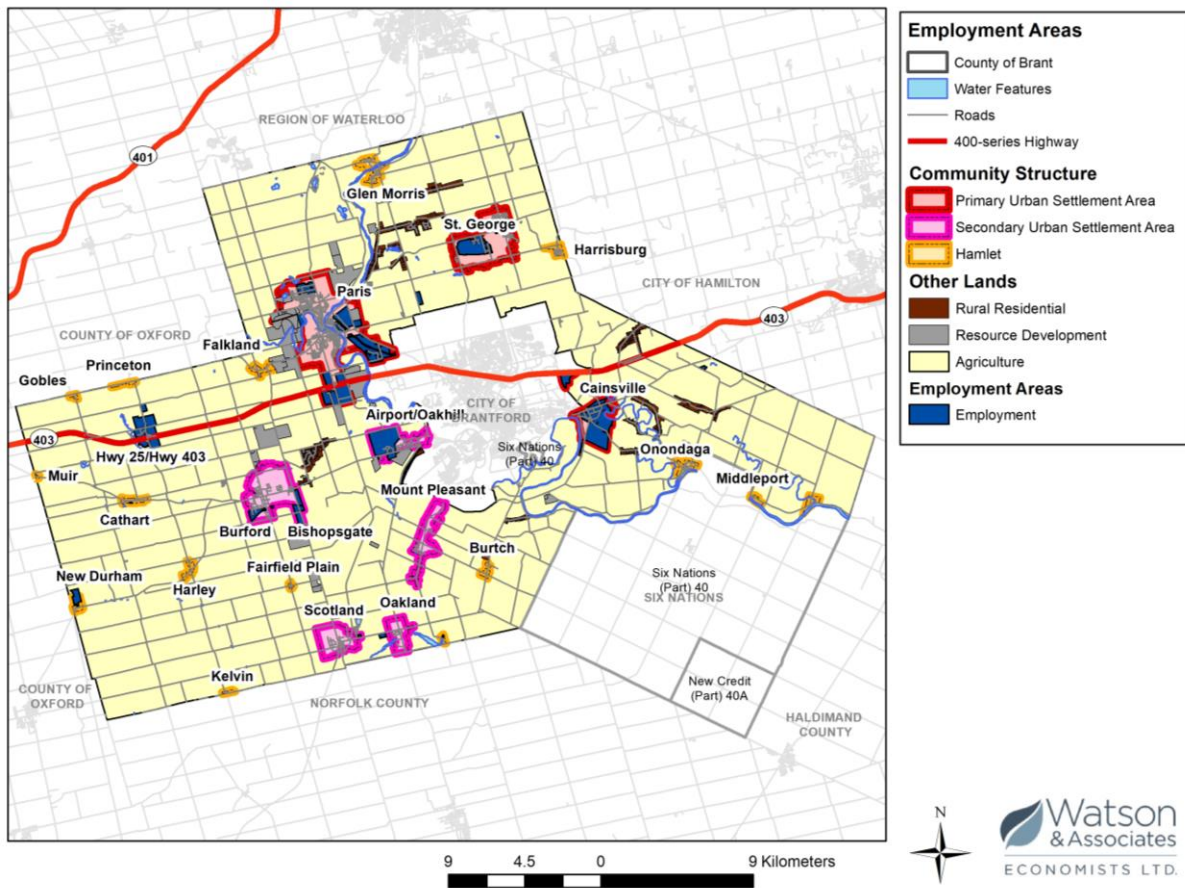 REGION OF WATERLOO
401
Glen Morris
St. George
Harrisburg
CITY OF HAMILTON
Paris
403
COUNTY OF OXFORD
Falkland
Princeton
Gobles
Cainsville
CITY OF
BRANTFORD
Airport/Oakhill
403
Hwy 25/Hwy 403
Six Nations
(Part) 40
Onondaga
Muir
Middleport
Mount Pleasant
Cathart
Burford
Bishopsgate
Burtch
New Durham
Harley
Fairfield Plain
Six Nations
(Part) 40
SIX NATIONS
Scotland
Oakland
Kelvin
COUNTY OF
OXFORD
NORFOLK COUNTY
New Credit
(Part) 40A
HALDIMAND
COUNTY
Employment Areas
County of Brant
Water Features
Roads
400-series Highway
Community Structure
Primary Urban Settlement Area
Secondary Urban Settlement Area
Hamlet
Other Lands
Rural Residential
Resource Development
Agriculture
Employment Areas
Employment
9 4.5 0 9 Kilometers
N
Watson
& Associates
ECONOMISTS LTD.